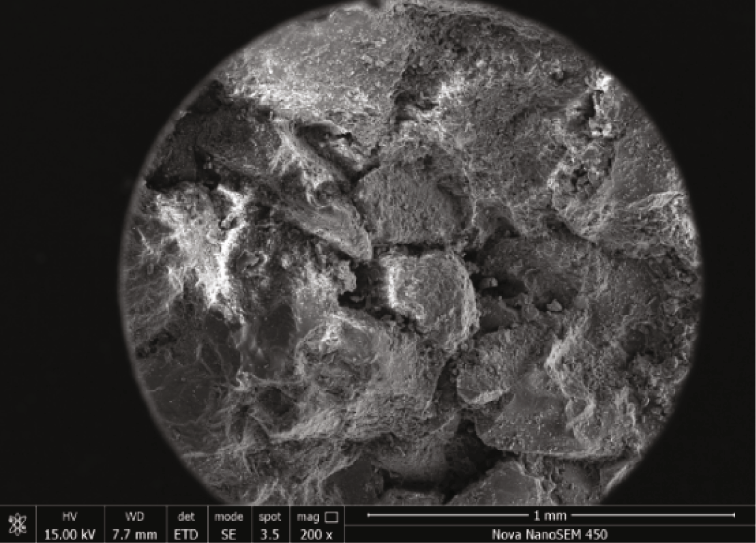 HV WD det mode spot mag 1 mm
15.00 kV 7.7 mm ETD SE 3.5 200 x Nova NanoSEM 450